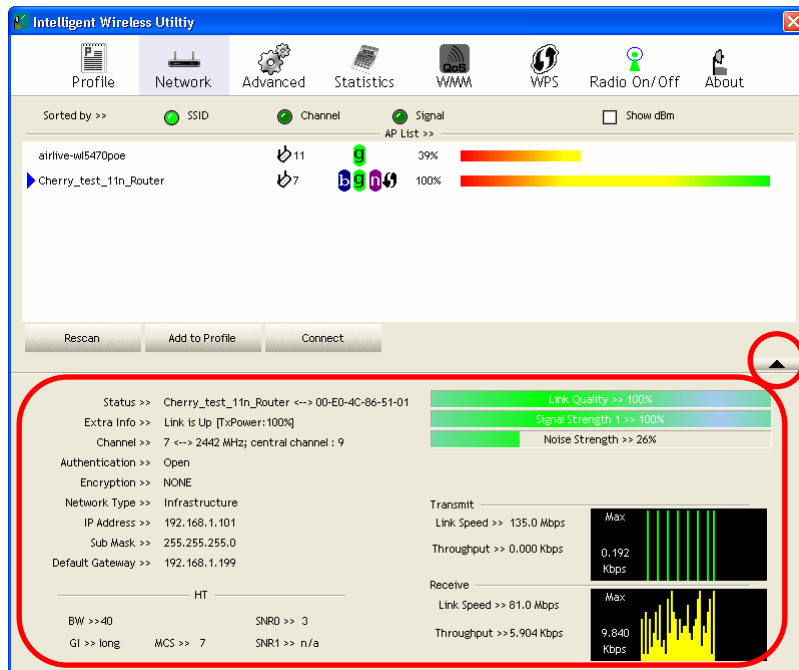 Intelligent Wireless Utiltiy
Profile Network Advanced Statistics QoS WMM WPS Radio On/Off About
Sorted by >> SSID Channel Signal Show dBm
AP List >>
airlive-wl5470poe 11 g 39%
Cherry_test_11n_Router 7 b g n 100%
Rescan Add to Profile Connect
Status >> Cherry_test_11n_Router <--> 00-E0-4C-86-51-01
Extra Info >> Link is Up [TxPower:100%]
Channel >> 7 <--> 2442 MHz; central channel : 9
Authentication >> Open
Encryption >> NONE
Network Type >> Infrastructure
IP Address >> 192.168.1.101
Sub Mask >> 255.255.255.0
Default Gateway >> 192.168.1.199
HT
BW >>40 SNR0 >> 3
GI >> long MCS >> 7 SNR1 >> n/a
Link Quality >> 100%
Signal Strength 1 >> 100%
Noise Strength >> 26%
Transmit
Link Speed >> 135.0 Mbps
Throughput >> 0.000 Kbps
Max
0.192
Kbps
Receive
Link Speed >> 81.0 Mbps
Throughput >>5.904 Kbps
Max
9.840
Kbps